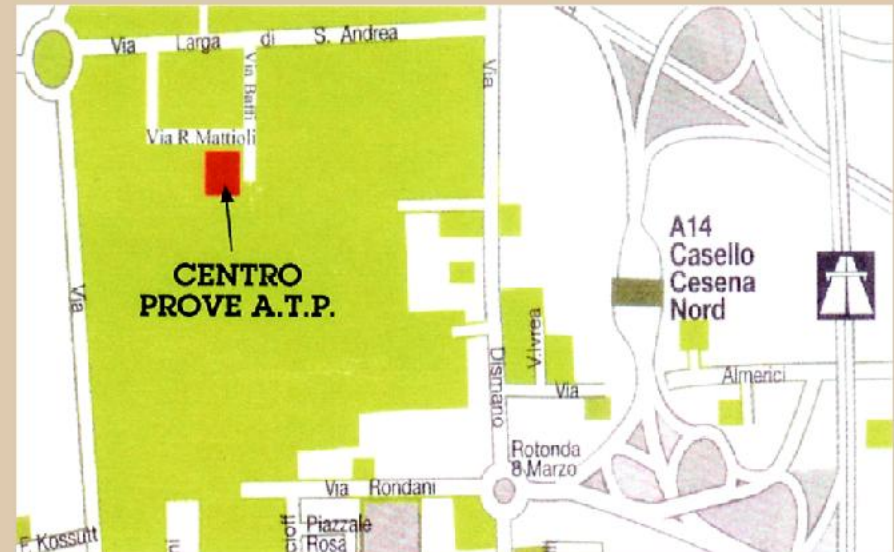 Via Larga di S. Andrea
Via Batti
Via
Via R.Mattioli
CENTRO
PROVE A.T.P.
A14
Casello
Cesena
Nord
Via
V.Ivrea
Dismano
Via Almerici
Rotonda
8 Marzo
Via Rondani
Piazzale
Rosa
F. Kossutt